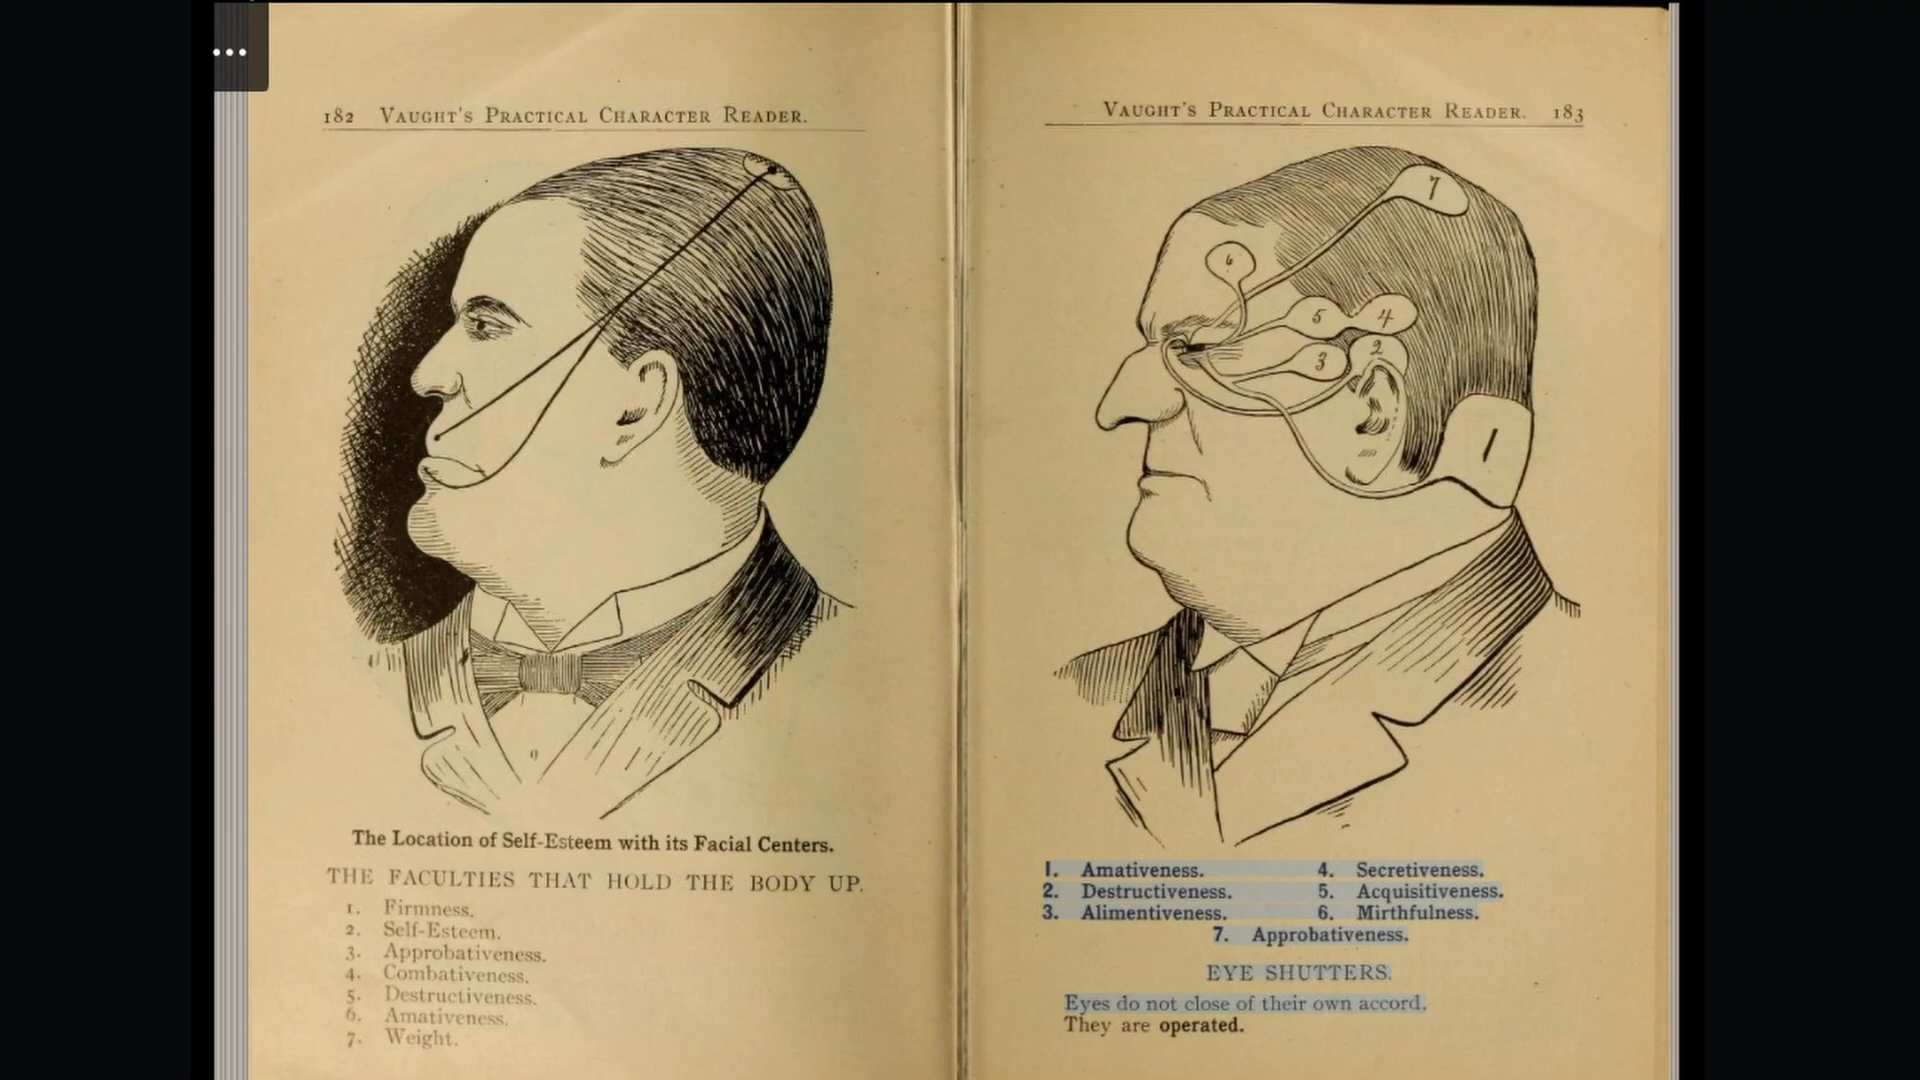 182 VAUGHT'S PRACTICAL CHARACTER READER.
The Location of Self-Esteem with its Facial Centers.
THE FACULTIES THAT HOLD THE BODY UP.
1. Firmness.
2. Self-Esteem.
3. Approbativeness.
4. Combativeness.
5. Destructiveness.
6. Amativeness.
7. Weight.
VAUGHT'S PRACTICAL CHARACTER READER. 183
7
6
5
4
2
3
1
1. Amativeness. 4. Secretiveness.
2. Destructiveness. 5. Acquisitiveness.
3. Alimentiveness. 6. Mirthfulness.
7. Approbativeness.
EYE SHUTTERS.
Eyes do not close of their own accord.
They are operated.